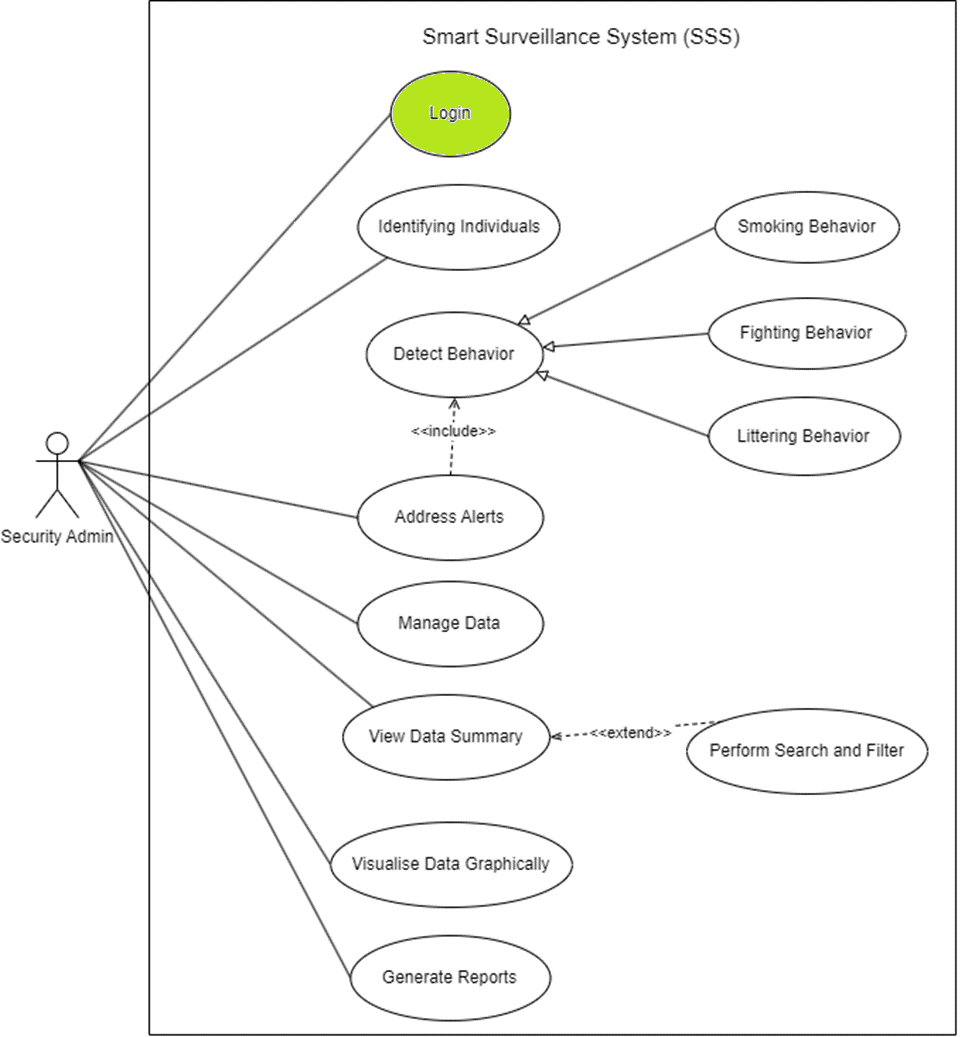 Smart Surveillance System (SSS)
Login
Identifying Individuals
Smoking Behavior
Detect Behavior
Fighting Behavior
<<include>>
Littering Behavior
Security Admin
Address Alerts
Manage Data
View Data Summary
<<extend>>
Perform Search and Filter
Visualise Data Graphically
Generate Reports